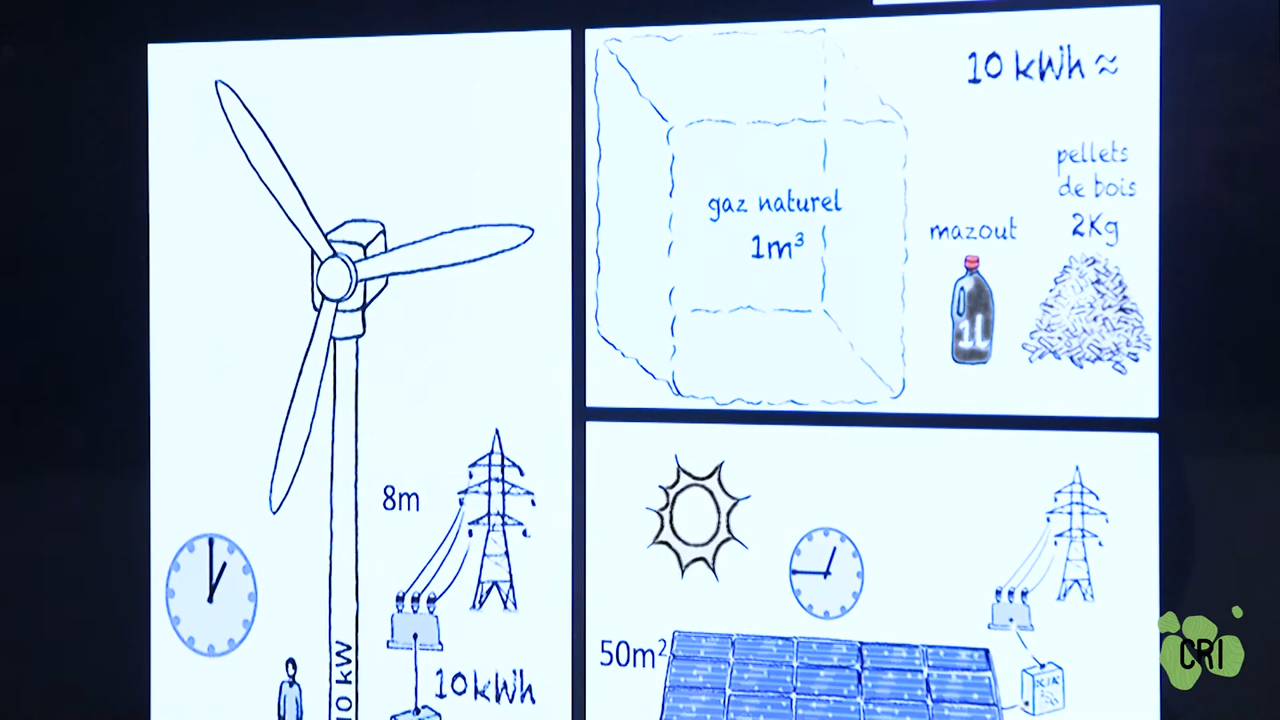 8m
10 kW
10 kWh
10 kWh ≈
gaz naturel
1m³
mazout
1L
pellets
de bois
2Kg
50m²
CRI